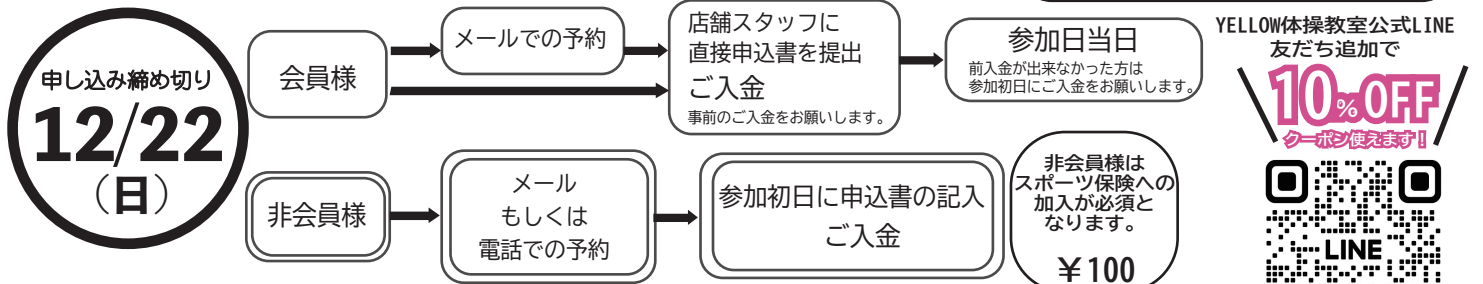 申し込み締め切り
12/22
（日）
会員様
メールでの予約
店舗スタッフに
直接申込書を提出
ご入金
事前のご入金をお願いします。
参加日当日
前入金が出来なかった方は
参加初日にご入金をお願いします。
非会員様
メール
もしくは
電話での予約
参加初日に申込書の記入
ご入金
非会員様は
スポーツ保険への
加入が必須と
なります。
￥100
YELLOW体操教室公式LINE
友だち追加で
10%OFF
クーポン使えます！
LINE